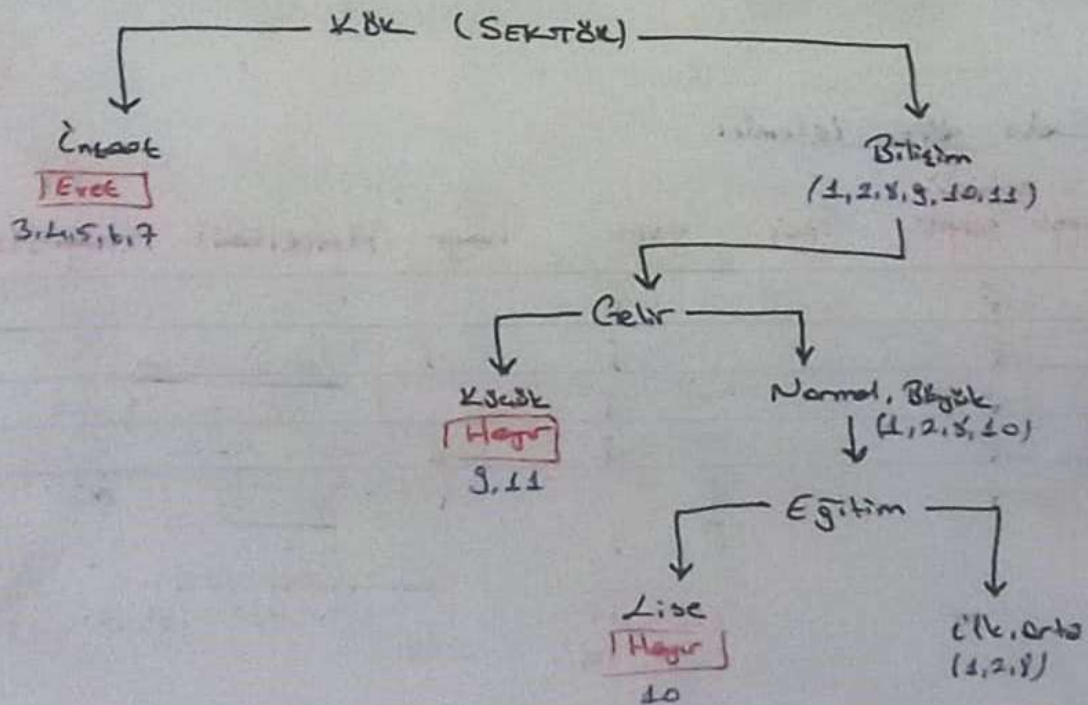 Kök (SEKTÖR)
İnşaat
Evet
3,4,5,6,7
Bilişim
(1,2,8,9,10,11)
Gelir
Küçük
Hayır
9,11
Normal, Büyük
(1,2,8,10)
Eğitim
Lise
Hayır
10
ilk, orta
(1,2,8)